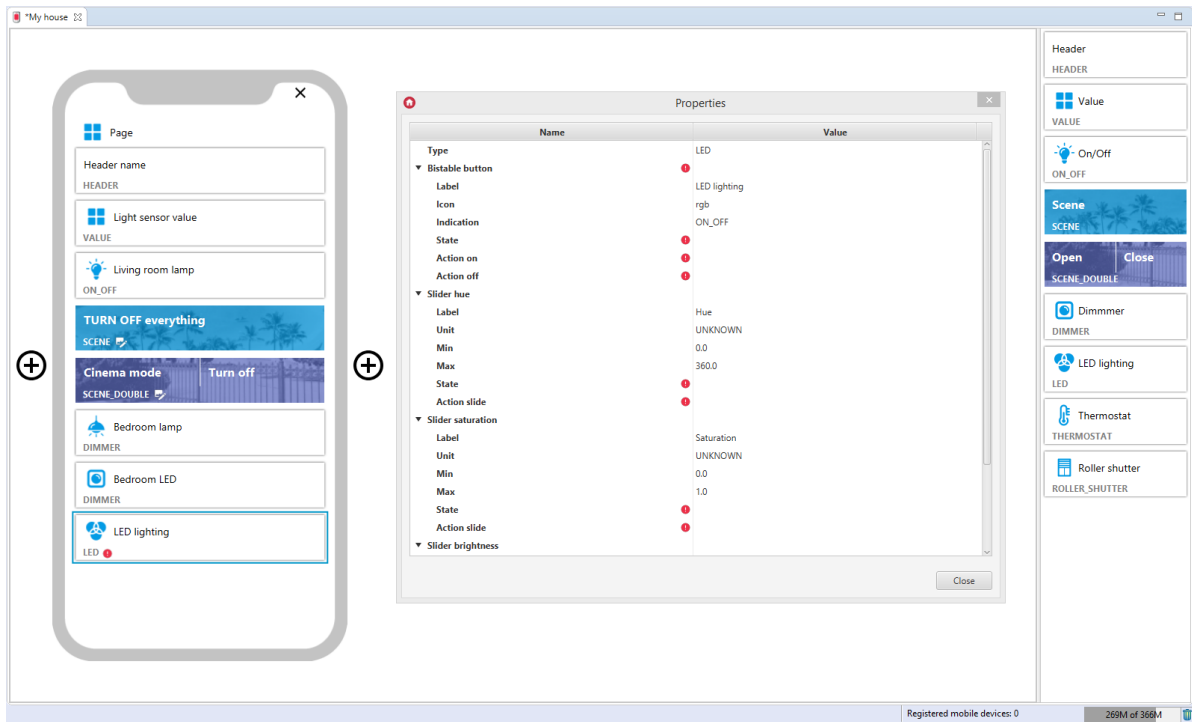 *My house
Page
Header name
HEADER
Light sensor value
VALUE
Living room lamp
ON_OFF
TURN OFF everything
SCENE
Cinema mode Turn off
SCENE_DOUBLE
Bedroom lamp
DIMMER
Bedroom LED
DIMMER
LED lighting
LED
Properties
Name Value
Type LED
Bistable button
Label LED lighting
Icon rgb
Indication ON_OFF
State
Action on
Action off
Slider hue
Label Hue
Unit UNKNOWN
Min 0.0
Max 360.0
State
Action slide
Slider saturation
Label Saturation
Unit UNKNOWN
Min 0.0
Max 1.0
State
Action slide
Slider brightness
Close
Header
HEADER
Value
VALUE
On/Off
ON_OFF
Scene
SCENE
Open Close
SCENE_DOUBLE
Dimmmer
DIMMER
LED lighting
LED
Thermostat
THERMOSTAT
Roller shutter
ROLLER_SHUTTER
Registered mobile devices: 0
269M of 366M